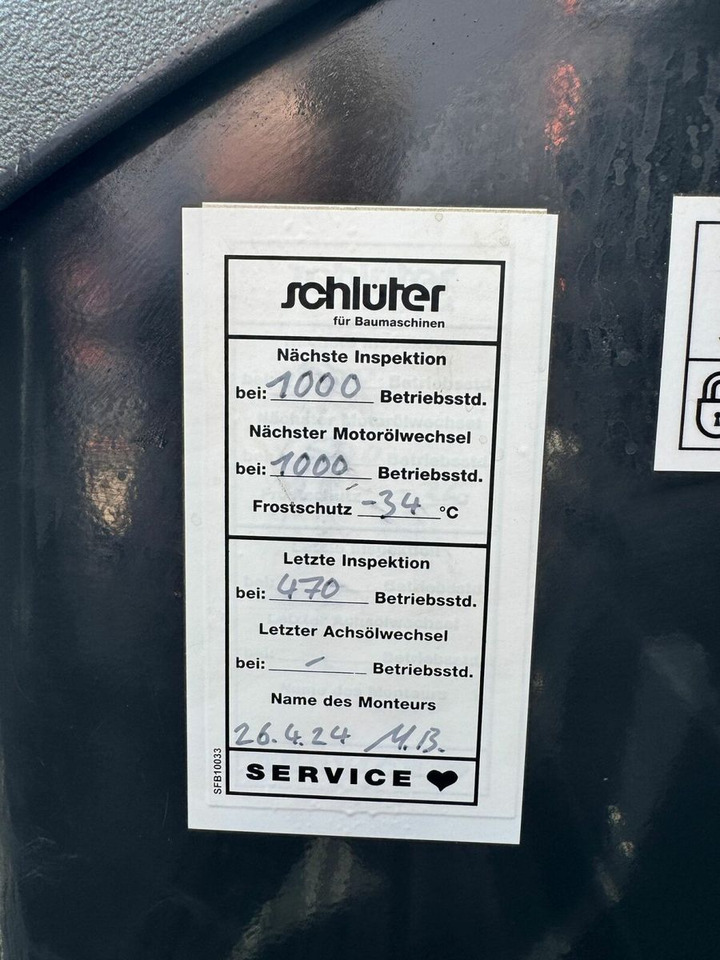 schlüter
für Baumaschinen
Nächste Inspektion
bei: 1000 Betriebsstd.
Nächster Motorölwechsel
bei: 1000 Betriebsstd.
Frostschutz -34 °C
Letzte Inspektion
bei: 470 Betriebsstd.
Letzter Achsölwechsel
bei: - Betriebsstd.
Name des Monteurs
26.4.24 M.B.
SERVICE
SFB10033